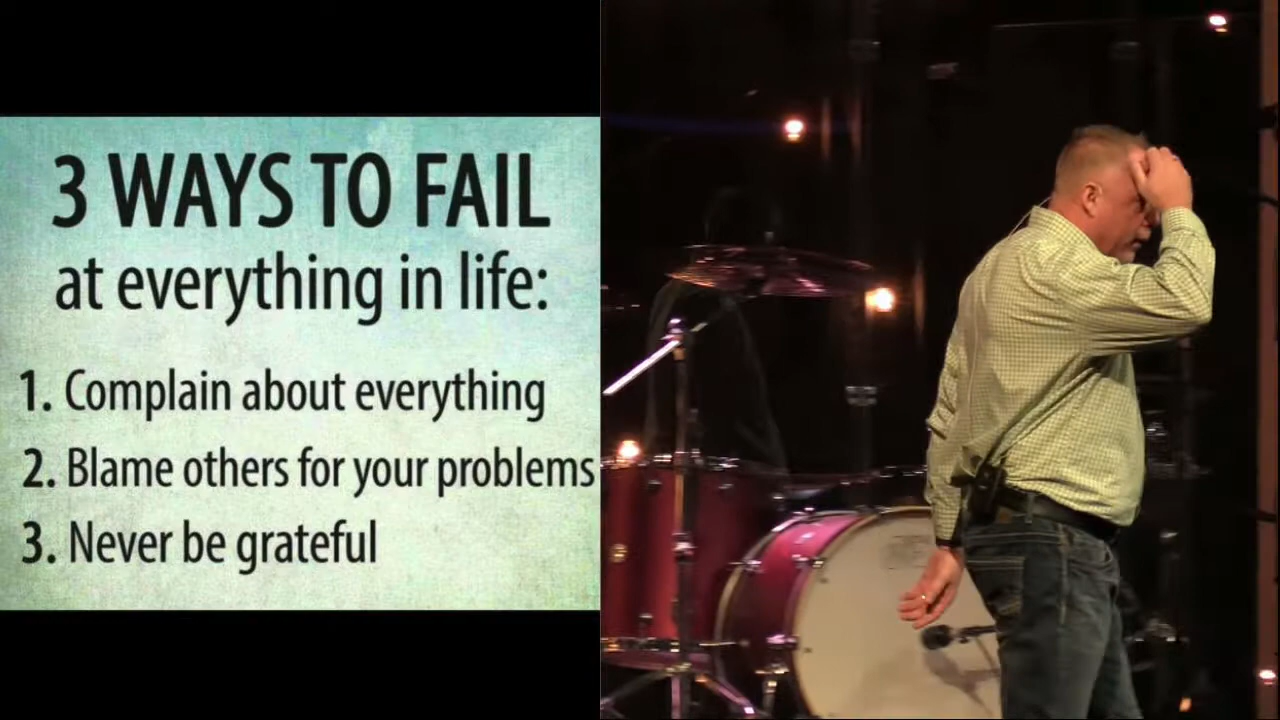 3 WAYS TO FAIL
at everything in life:
1. Complain about everything
2. Blame others for your problems
3. Never be grateful